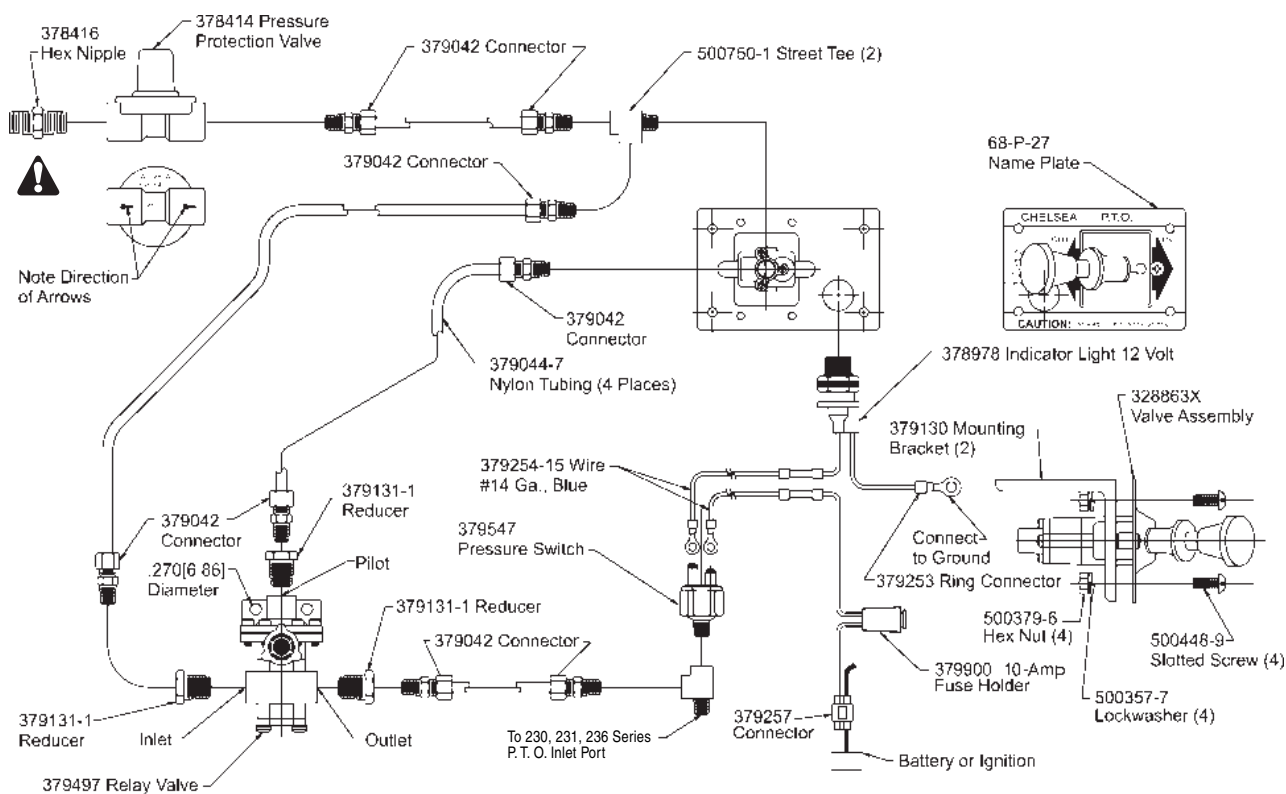 378416
Hex Nipple
378414 Pressure
Protection Valve
379042 Connector
500760-1 Street Tee (2)
68-P-27
Name Plate
379042 Connector
CHELSEA P.T.O.
CAUTION:
Note Direction
of Arrows
379042
Connector
379044-7
Nylon Tubing (4 Places)
378978 Indicator Light 12 Volt
328863X
Valve Assembly
379130 Mounting
Bracket (2)
379254-15 Wire
#14 Ga., Blue
379131-1
Reducer
379042
Connector
379547
Pressure Switch
Connect
to Ground
.270[6 86]
Diameter
Pilot
379253 Ring Connector
379131-1 Reducer
500379-6
Hex Nut (4)
379042 Connector
500448-9
Slotted Screw (4)
379900 10-Amp
Fuse Holder
379131-1
Reducer
Inlet
Outlet
To 230, 231, 236 Series
P. T. O. Inlet Port
379257
Connector
500357-7
Lockwasher (4)
Battery or Ignition
379497 Relay Valve